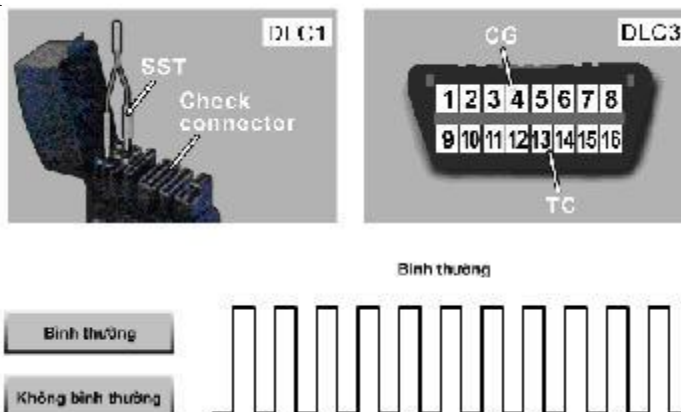 DLC1
SST
Check
connector
DLC3
CG
1 2 3 4 5 6 7 8
9 10 11 12 13 14 15 16
TC
Bình thường
Bình thường
Không bình thường